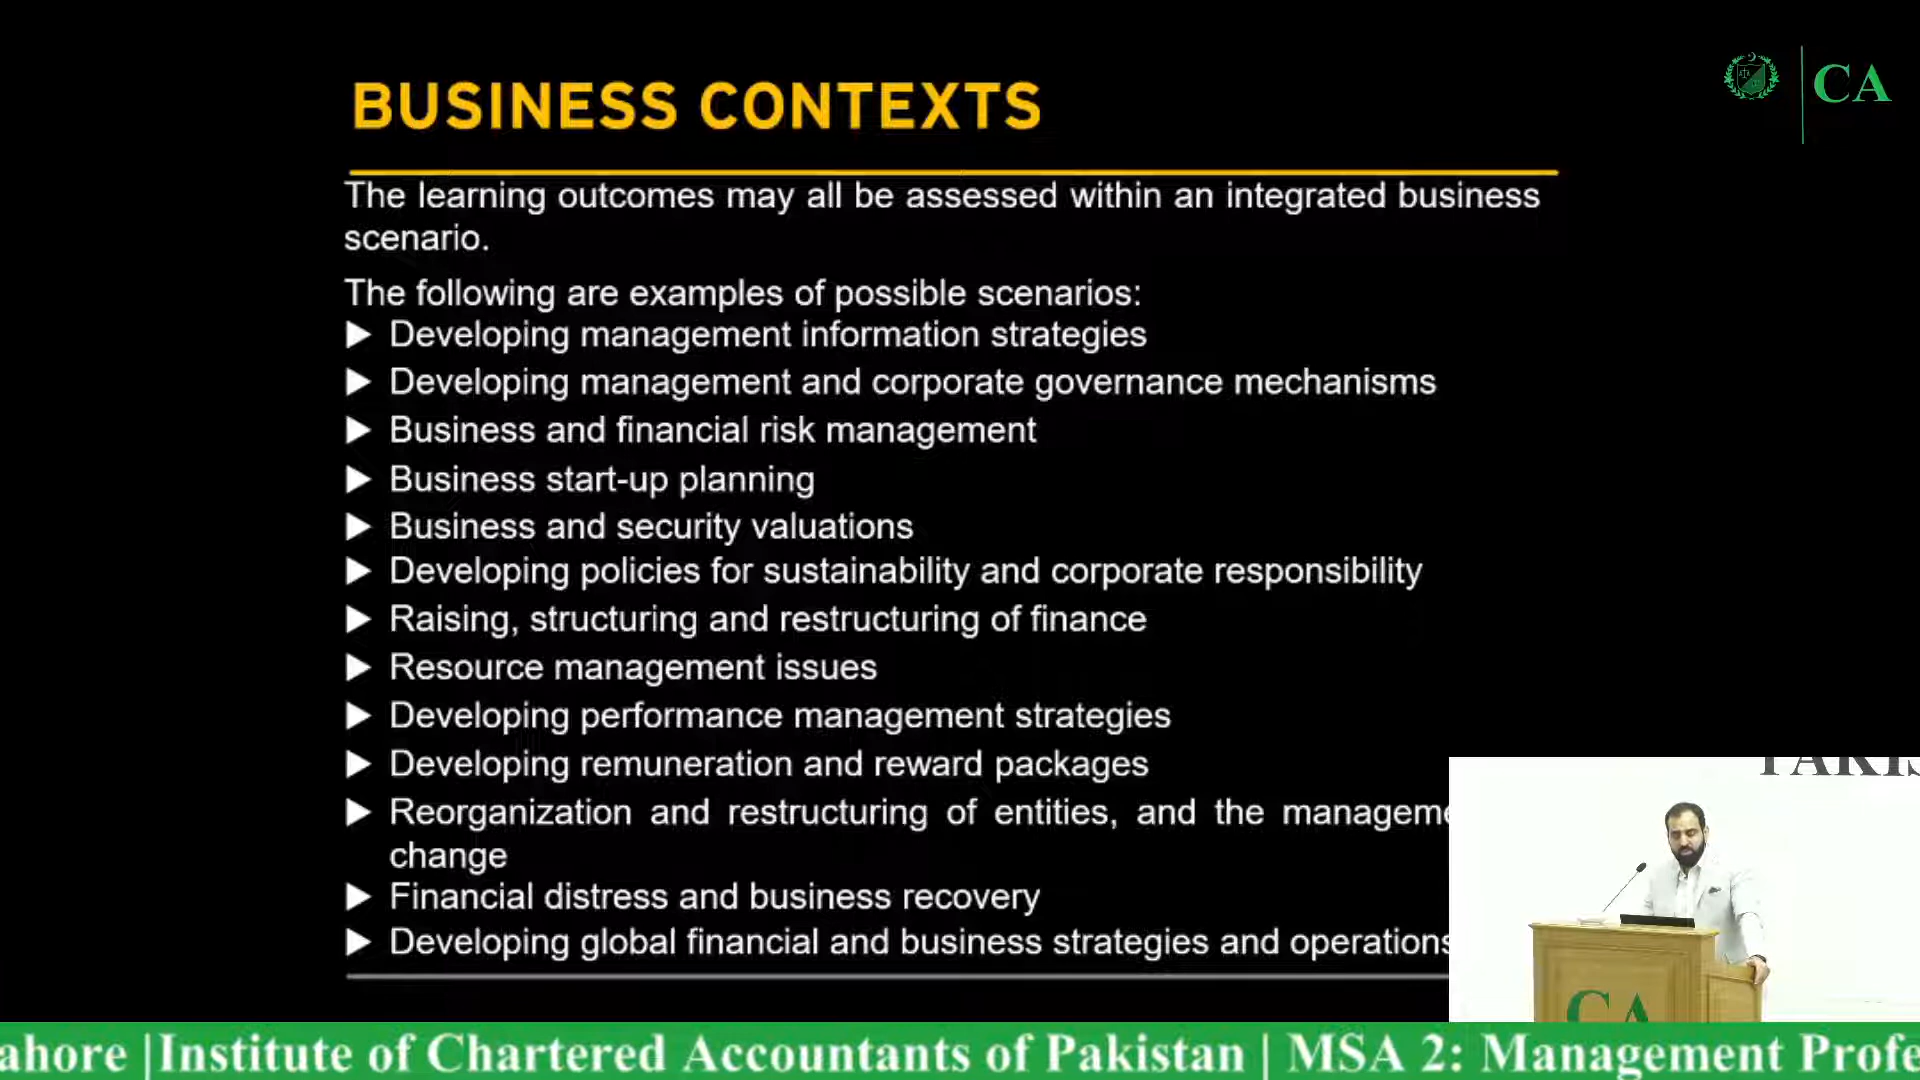 BUSINESS CONTEXTS
CA
The learning outcomes may all be assessed within an integrated business
scenario.
The following are examples of possible scenarios:
▶ Developing management information strategies
▶ Developing management and corporate governance mechanisms
▶ Business and financial risk management
▶ Business start-up planning
▶ Business and security valuations
▶ Developing policies for sustainability and corporate responsibility
▶ Raising, structuring and restructuring of finance
▶ Resource management issues
▶ Developing performance management strategies
▶ Developing remuneration and reward packages
▶ Reorganization and restructuring of entities, and the manageme
change
▶ Financial distress and business recovery
▶ Developing global financial and business strategies and operations
PAKIS
CA
ahore |Institute of Chartered Accountants of Pakistan | MSA 2: Management Profe